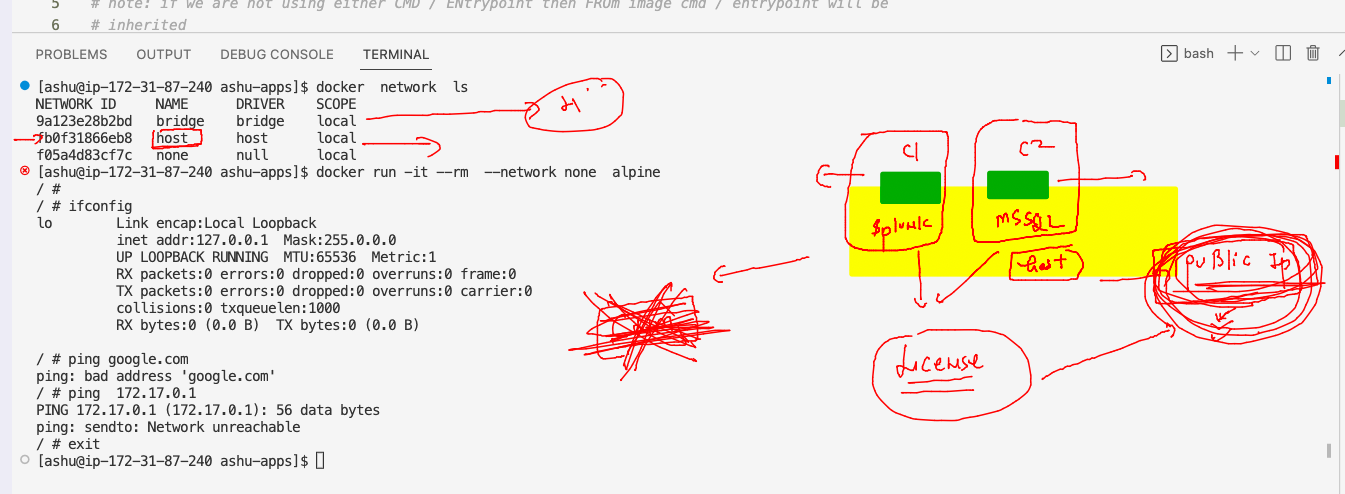 5 # note: if we are not using either CMD / ENtrypoint then FROm image cmd / entrypoint will be
6 # inherited
PROBLEMS OUTPUT DEBUG CONSOLE TERMINAL
bash
[ashu@ip-172-31-87-240 ashu-apps]$ docker  network  ls
NETWORK ID     NAME      DRIVER    SCOPE
9a123e28b2bd   bridge    bridge    local
fb0f31866eb8   host      host      local
f05a4d83cf7c   none      null      local
[ashu@ip-172-31-87-240 ashu-apps]$ docker run -it --rm  --network none  alpine
/ #
/ # ifconfig
lo        Link encap:Local Loopback
inet addr:127.0.0.1  Mask:255.0.0.0
UP LOOPBACK RUNNING  MTU:65536  Metric:1
RX packets:0 errors:0 dropped:0 overruns:0 frame:0
TX packets:0 errors:0 dropped:0 overruns:0 carrier:0
collisions:0 txqueuelen:1000
RX bytes:0 (0.0 B)  TX bytes:0 (0.0 B)
/ # ping google.com
ping: bad address 'google.com'
/ # ping  172.17.0.1
PING 172.17.0.1 (172.17.0.1): 56 data bytes
ping: sendto: Network unreachable
/ # exit
[ashu@ip-172-31-87-240 ashu-apps]$
C1
C2
Splunk
MSSQL
host
Public Ip
License